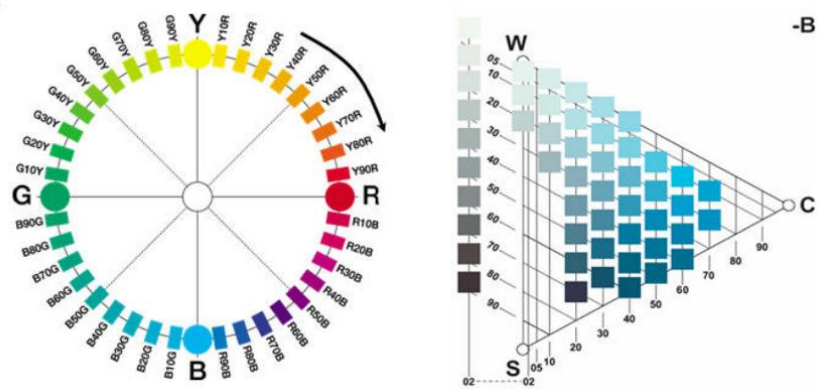 Y
Y10R
Y20R
Y30R
Y40R
Y50R
Y60R
Y70R
Y80R
Y90R
R
R10B
R20B
R30B
R40B
R50B
R60B
R70B
R80B
R90B
B
B10G
B20G
B30G
B40G
B50G
B60G
B70G
B80G
B90G
G
G10Y
G20Y
G30Y
G40Y
G50Y
G60Y
G70Y
G80Y
G90Y
-B
W
05
10
20
30
40
50
60
70
80
90
C
S
05
10
20
30
40
50
60
70
80
90
02
02